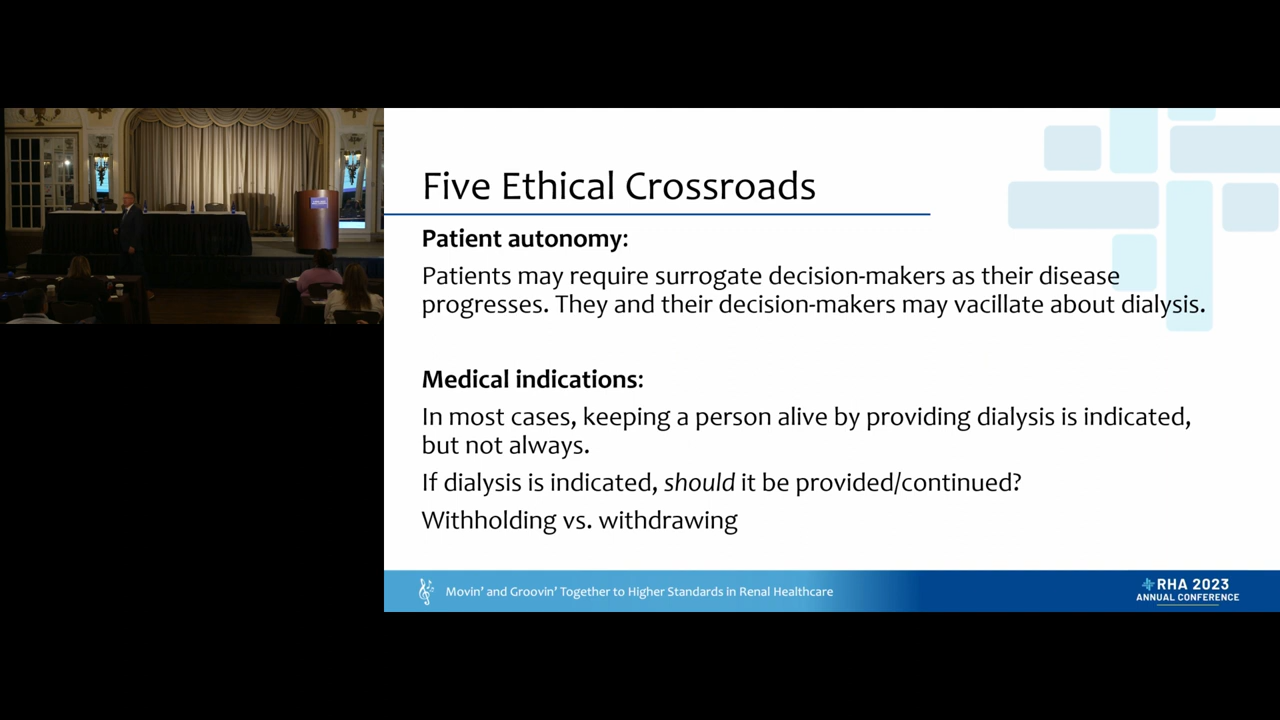 Five Ethical Crossroads
Patient autonomy:
Patients may require surrogate decision-makers as their disease
progresses. They and their decision-makers may vacillate about dialysis.
Medical indications:
In most cases, keeping a person alive by providing dialysis is indicated,
but not always.
If dialysis is indicated, should it be provided/continued?
Withholding vs. withdrawing
Movin' and Groovin' Together to Higher Standards in Renal Healthcare
RHA 2023
ANNUAL CONFERENCE